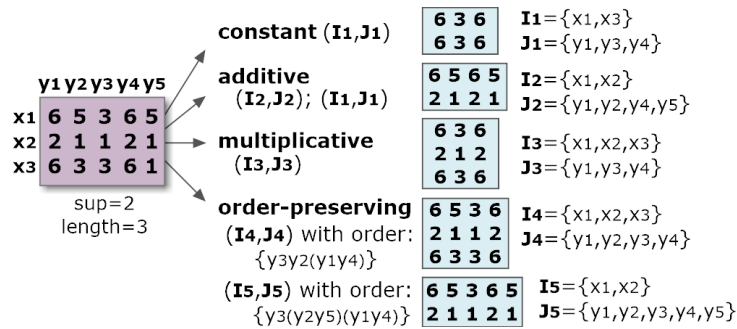 constant (I1,J1)
6 3 6
6 3 6
I1={x1,x3}
J1={y1,y3,y4}
additive
(I2,J2); (I1,J1)
6 5 6 5
2 1 2 1
I2={x1,x2}
J2={y1,y2,y4,y5}
y1 y2 y3 y4 y5
x1 6 5 3 6 5
x2 2 1 1 2 1
x3 6 3 3 6 1
sup=2
length=3
multiplicative
(I3,J3)
6 3 6
2 1 2
6 3 6
I3={x1,x2,x3}
J3={y1,y3,y4}
order-preserving
(I4,J4) with order:
{y3y2(y1y4)}
6 5 3 6
2 1 1 2
6 3 3 6
I4={x1,x2,x3}
J4={y1,y2,y3,y4}
(I5,J5) with order:
{y3(y2y5)(y1y4)}
6 5 3 6 5
2 1 1 2 1
I5={x1,x2}
J5={y1,y2,y3,y4,y5}